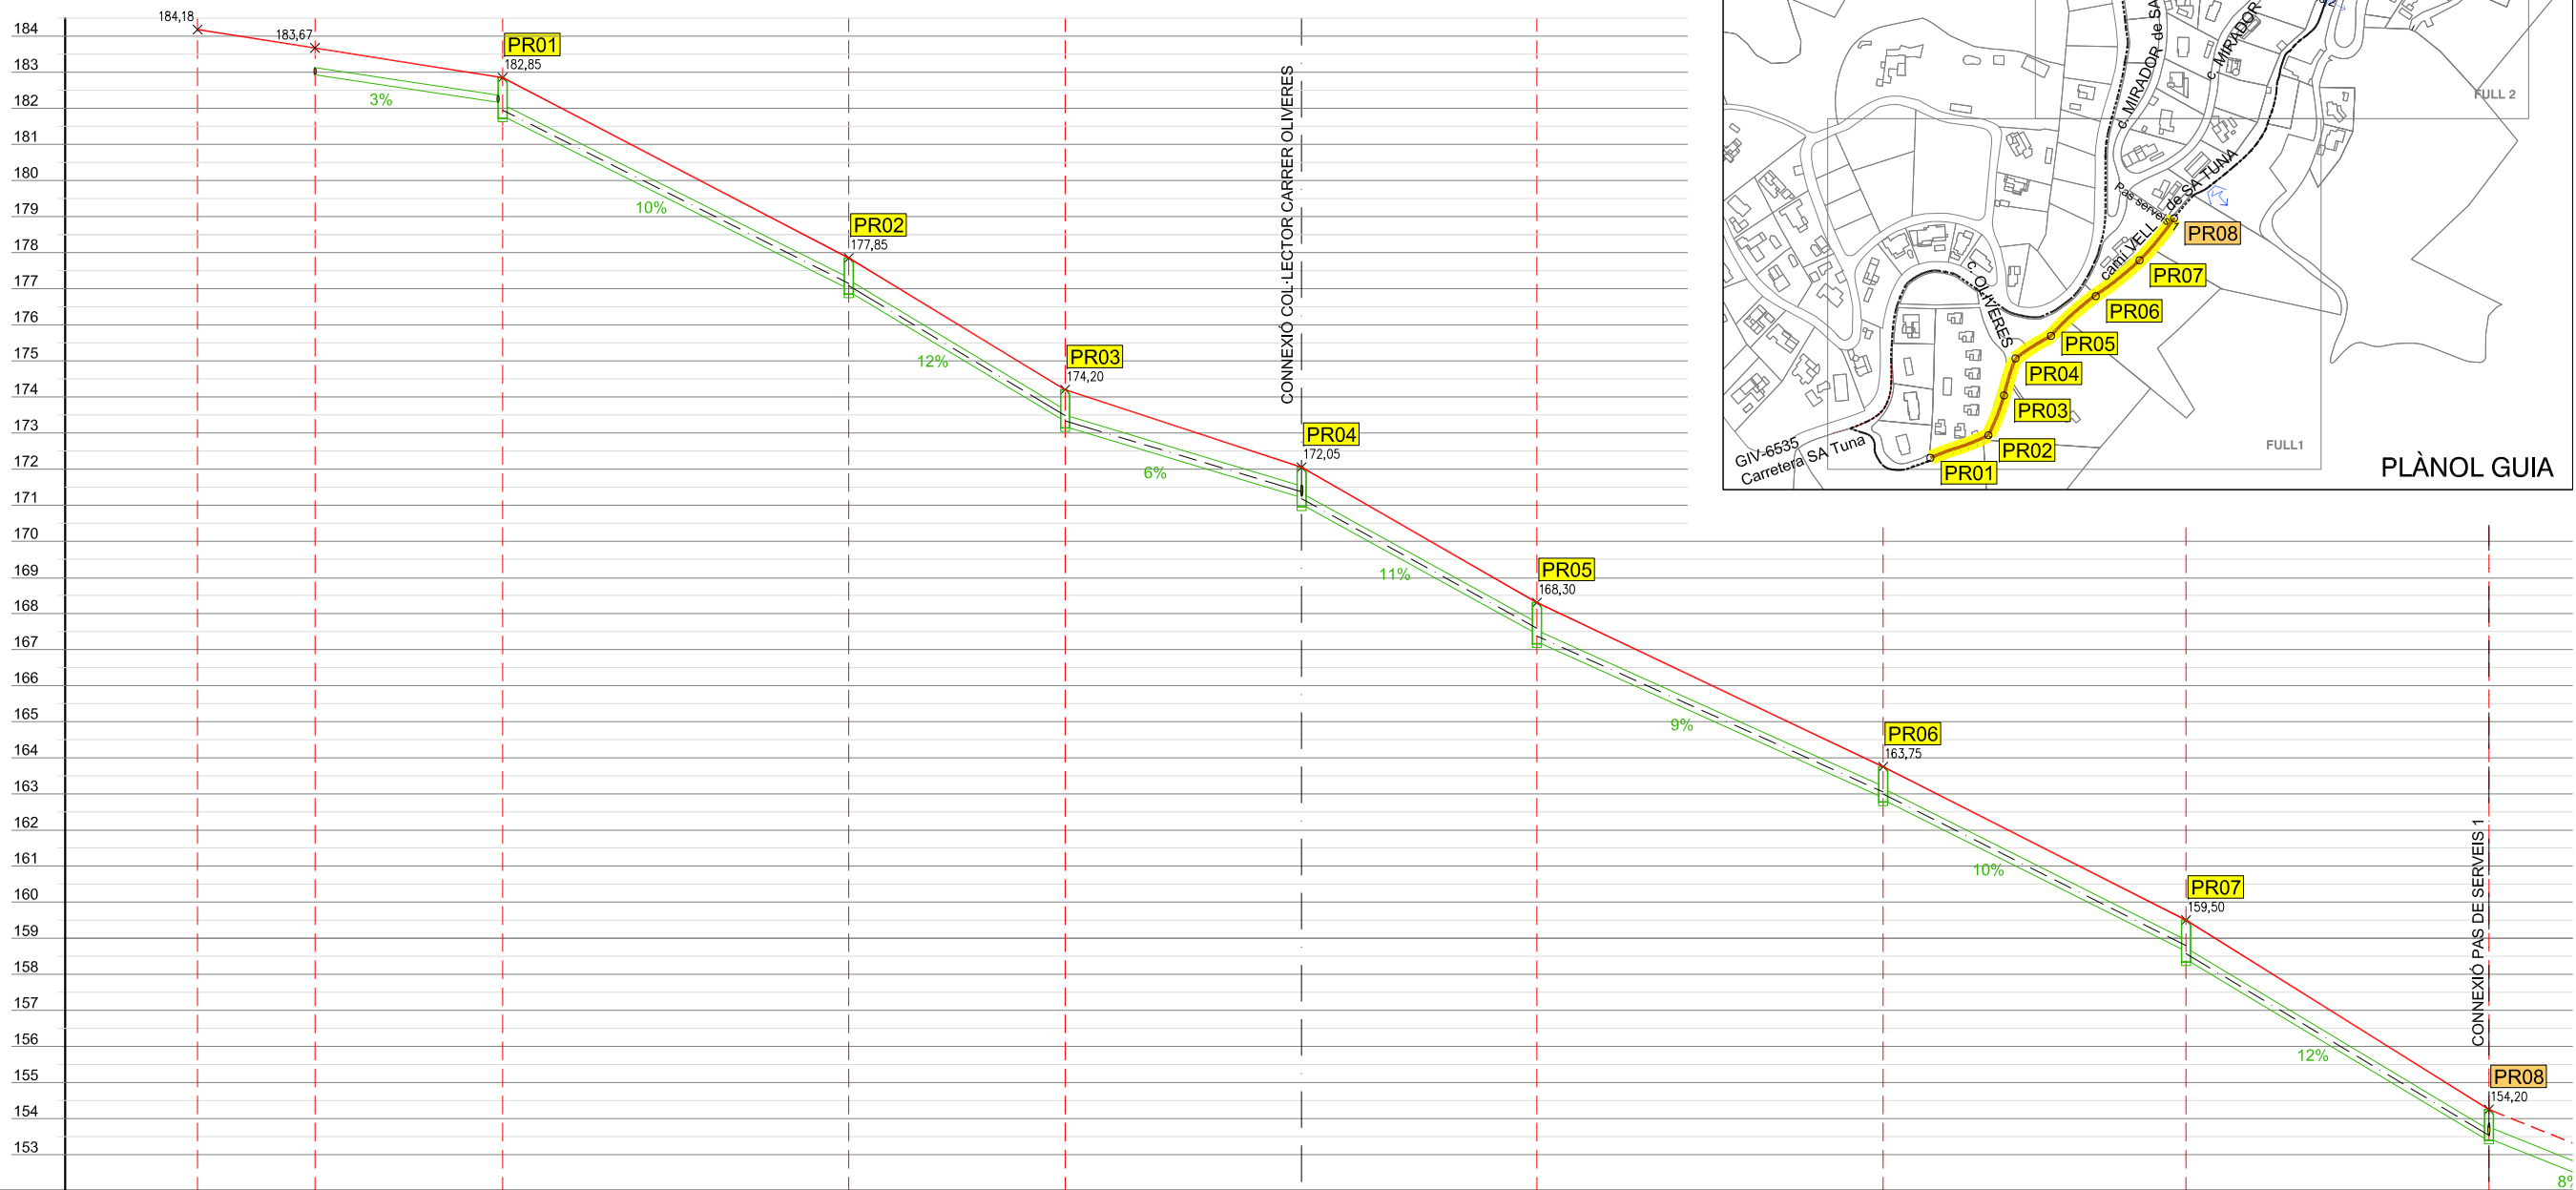 184
183
182
181
180
179
178
177
176
175
174
173
172
171
170
169
168
167
166
165
164
163
162
161
160
159
158
157
156
155
154
153
184,18
183,67
PR01
182,85
3%
10%
PR02
177,85
12%
PR03
174,20
6%
CONNEXIÓ COL·LECTOR CARRER OLIVERES
PR04
172,05
11%
PR05
168,30
9%
PR06
163,75
10%
PR07
159,50
12%
CONNEXIÓ PAS DE SERVEIS 1
PR08
154,20
c. MIRADOR de SA
c. MIRADOR
FULL 2
Pas serveis 1
camí VELL de SA TUNA
PR08
PR07
PR06
PR05
PR04
PR03
PR02
PR01
c. OLIVERES
GIV-6535
Carretera SA Tuna
FULL1
PLÀNOL GUIA